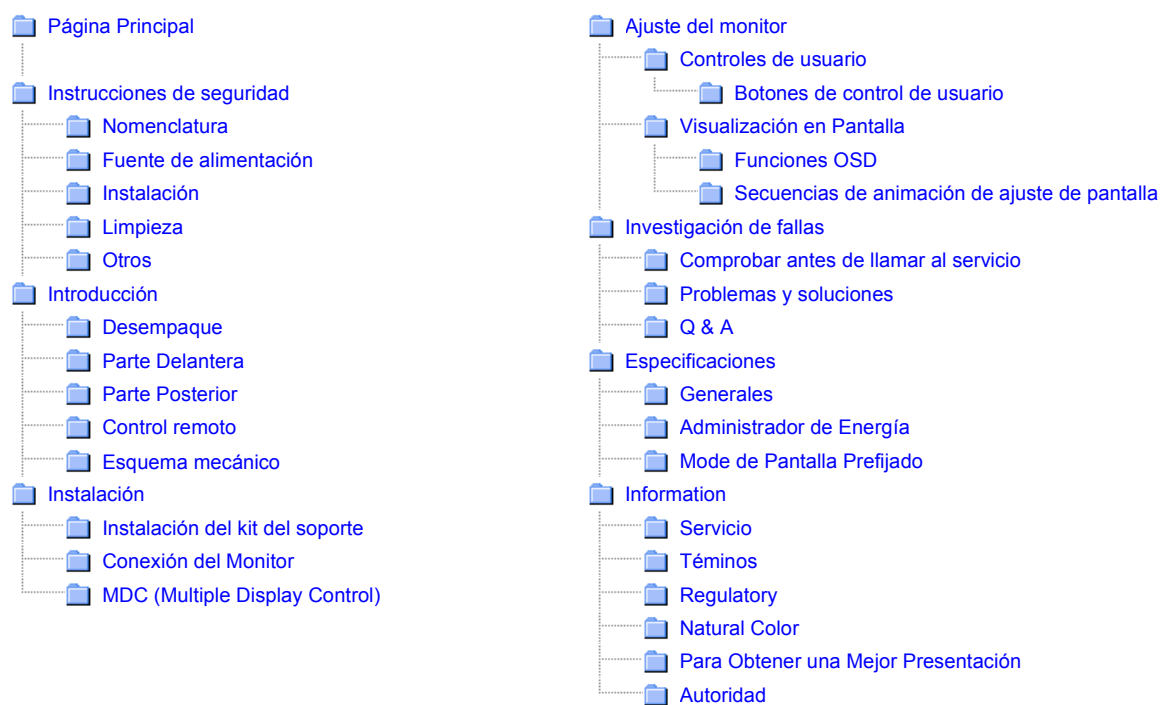 Página Principal
Instrucciones de seguridad
Nomenclatura
Fuente de alimentación
Instalación
Limpieza
Otros
Introducción
Desempaque
Parte Delantera
Parte Posterior
Control remoto
Esquema mecánico
Instalación
Instalación del kit del soporte
Conexión del Monitor
MDC (Multiple Display Control)
Ajuste del monitor
Controles de usuario
Botones de control de usuario
Visualización en Pantalla
Funciones OSD
Secuencias de animación de ajuste de pantalla
Investigación de fallas
Comprobar antes de llamar al servicio
Problemas y soluciones
Q & A
Especificaciones
Generales
Administrador de Energía
Mode de Pantalla Prefijado
Information
Servicio
Téminos
Regulatory
Natural Color
Para Obtener una Mejor Presentación
Autoridad